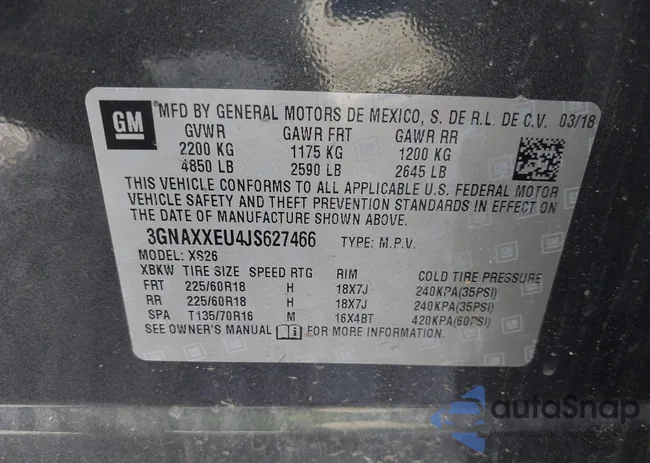 GM
MFD BY GENERAL MOTORS DE MEXICO, S. DE R.L. DE C.V. 03/18
GVWR GAWR FRT GAWR RR
2200 KG 1175 KG 1200 KG
4850 LB 2590 LB 2645 LB
THIS VEHICLE CONFORMS TO ALL APPLICABLE U.S. FEDERAL MOTOR
VEHICLE SAFETY AND THEFT PREVENTION STANDARDS IN EFFECT ON
THE DATE OF MANUFACTURE SHOWN ABOVE.
3GNAXXEU4JS627466 TYPE: M.P.V.
MODEL: XS26
XBKW TIRE SIZE SPEED RTG RIM COLD TIRE PRESSURE
FRT 225/60R18 H 18X7J 240KPA(35PSI)
RR 225/60R18 H 18X7J 240KPA(35PSI)
SPA T135/70R16 M 16X4BT 420KPA(60PSI)
SEE OWNER'S MANUAL FOR MORE INFORMATION.
autoSnap